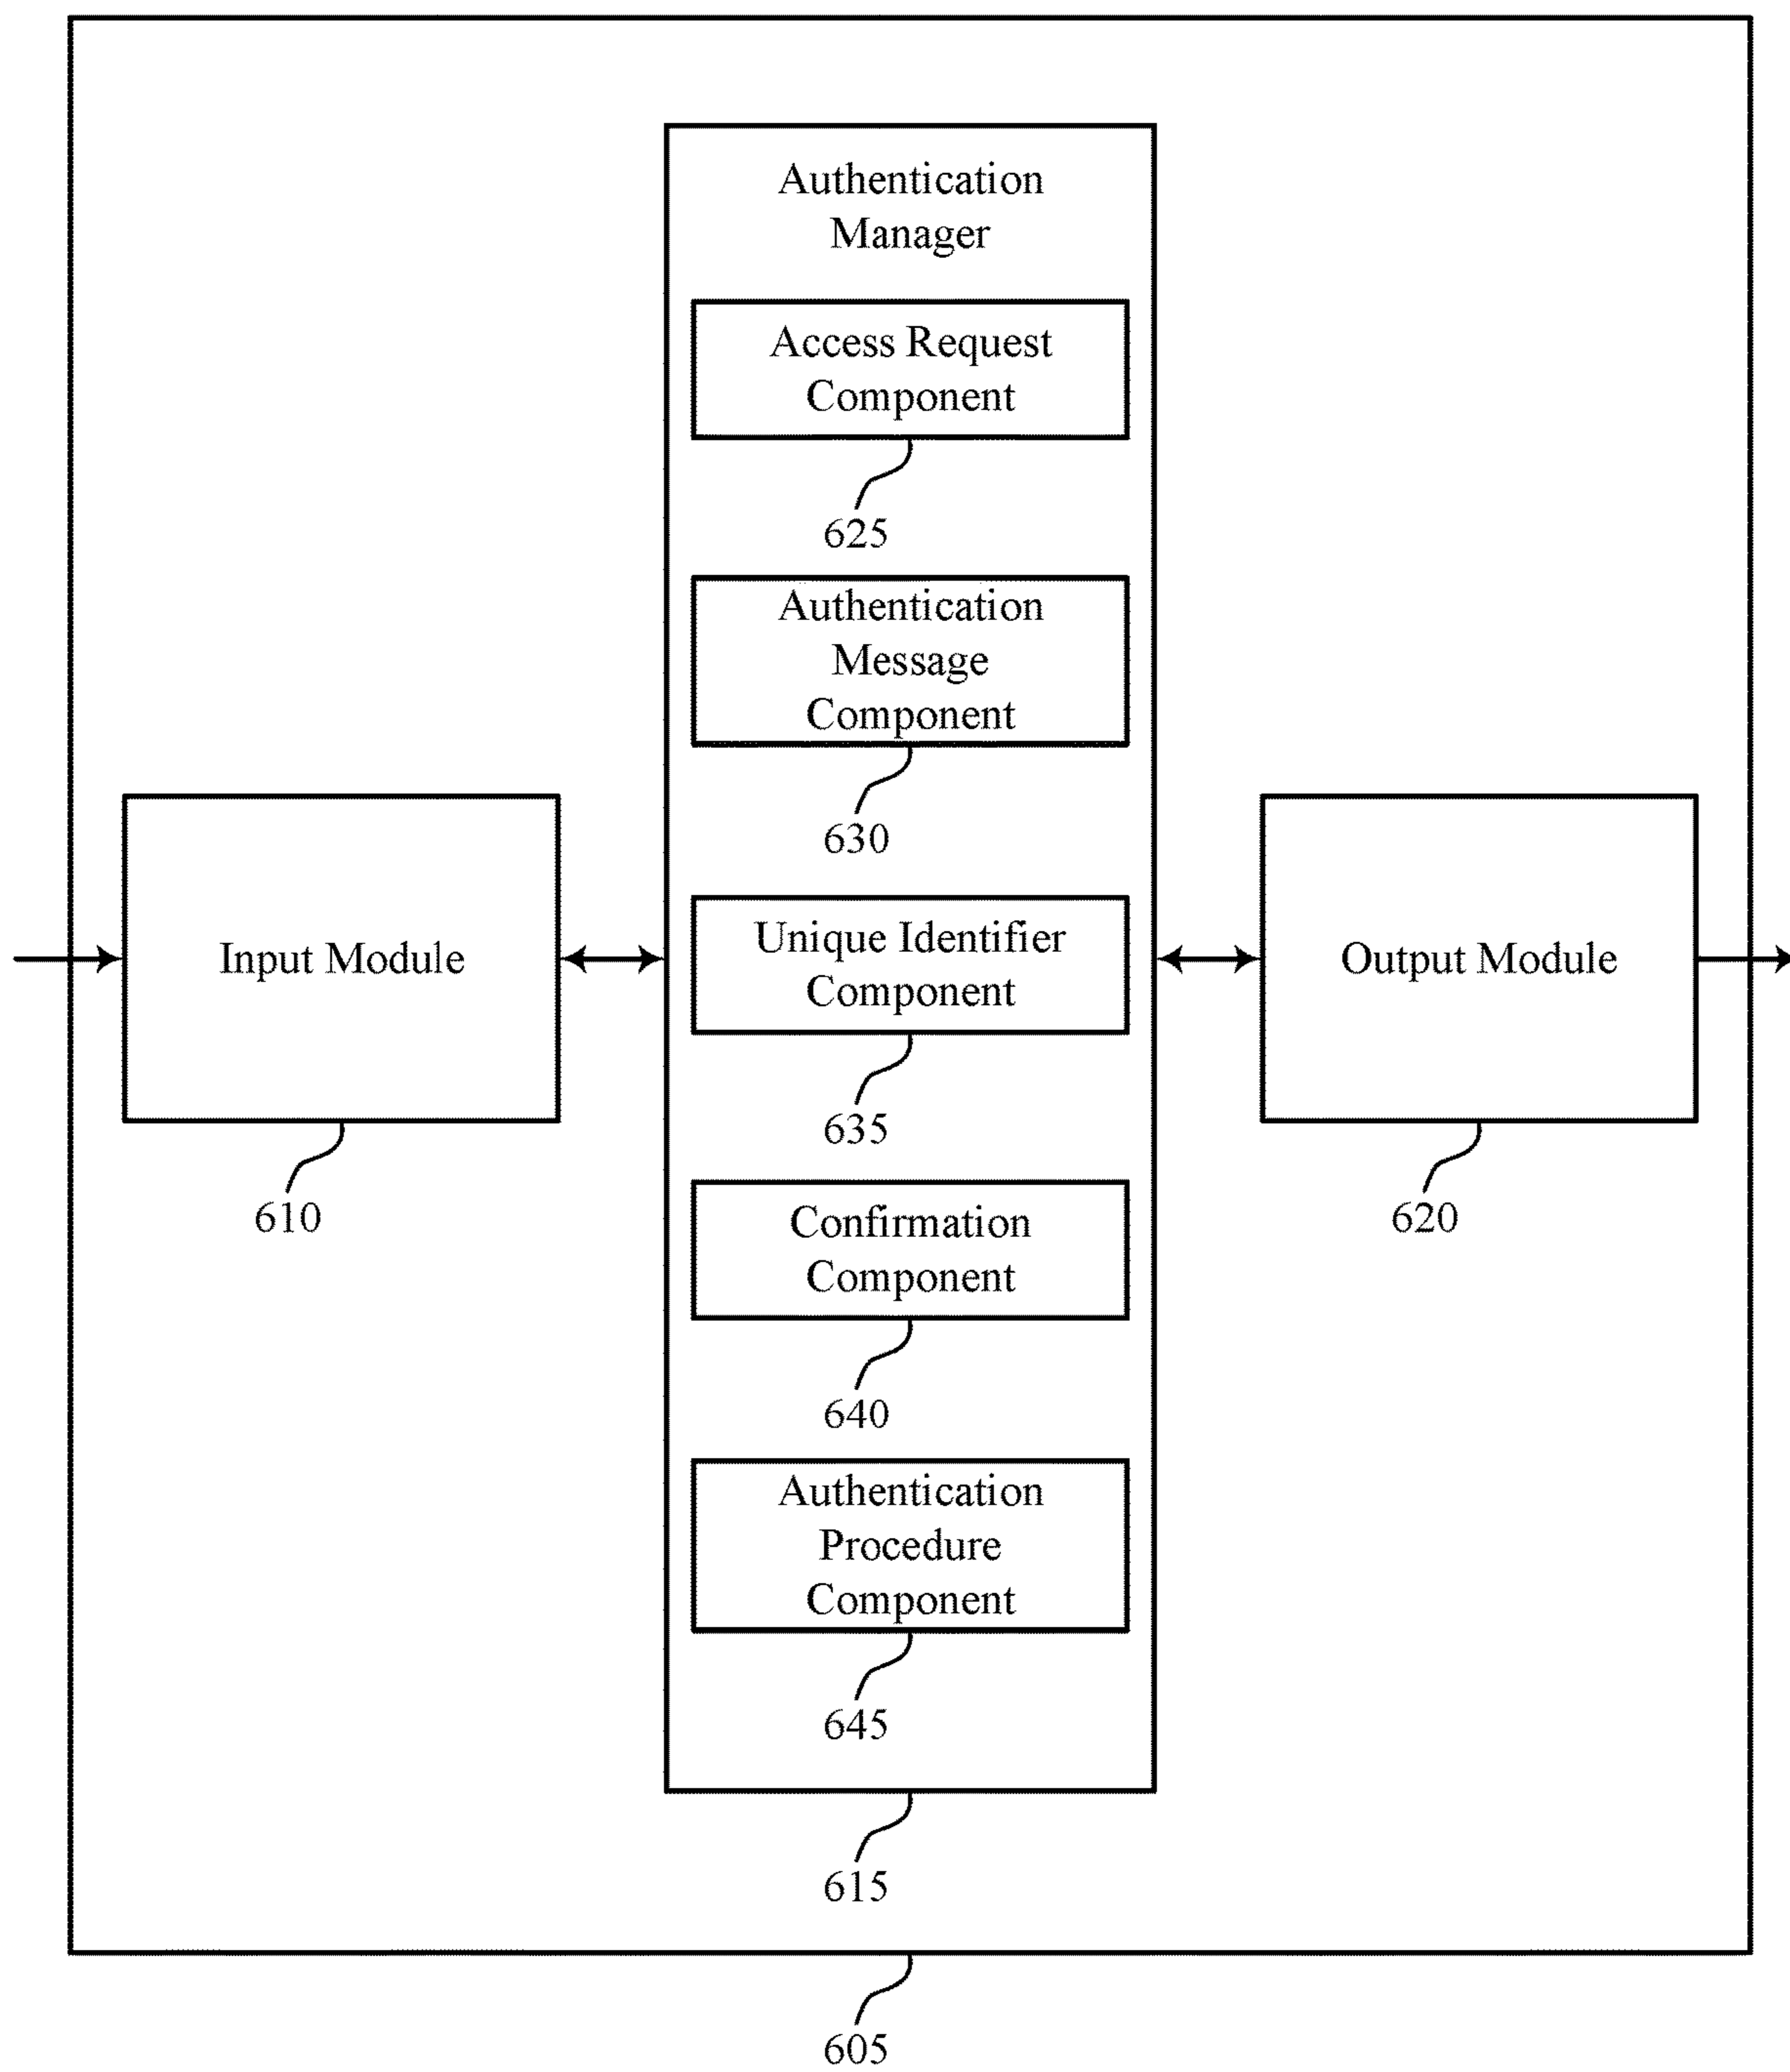 Authentication
Manager
Access Request
Component
625
Authentication
Message
Component
630
Input Module
610
Unique Identifier
Component
635
Output Module
620
Confirmation
Component
640
Authentication
Procedure
Component
645
615
605